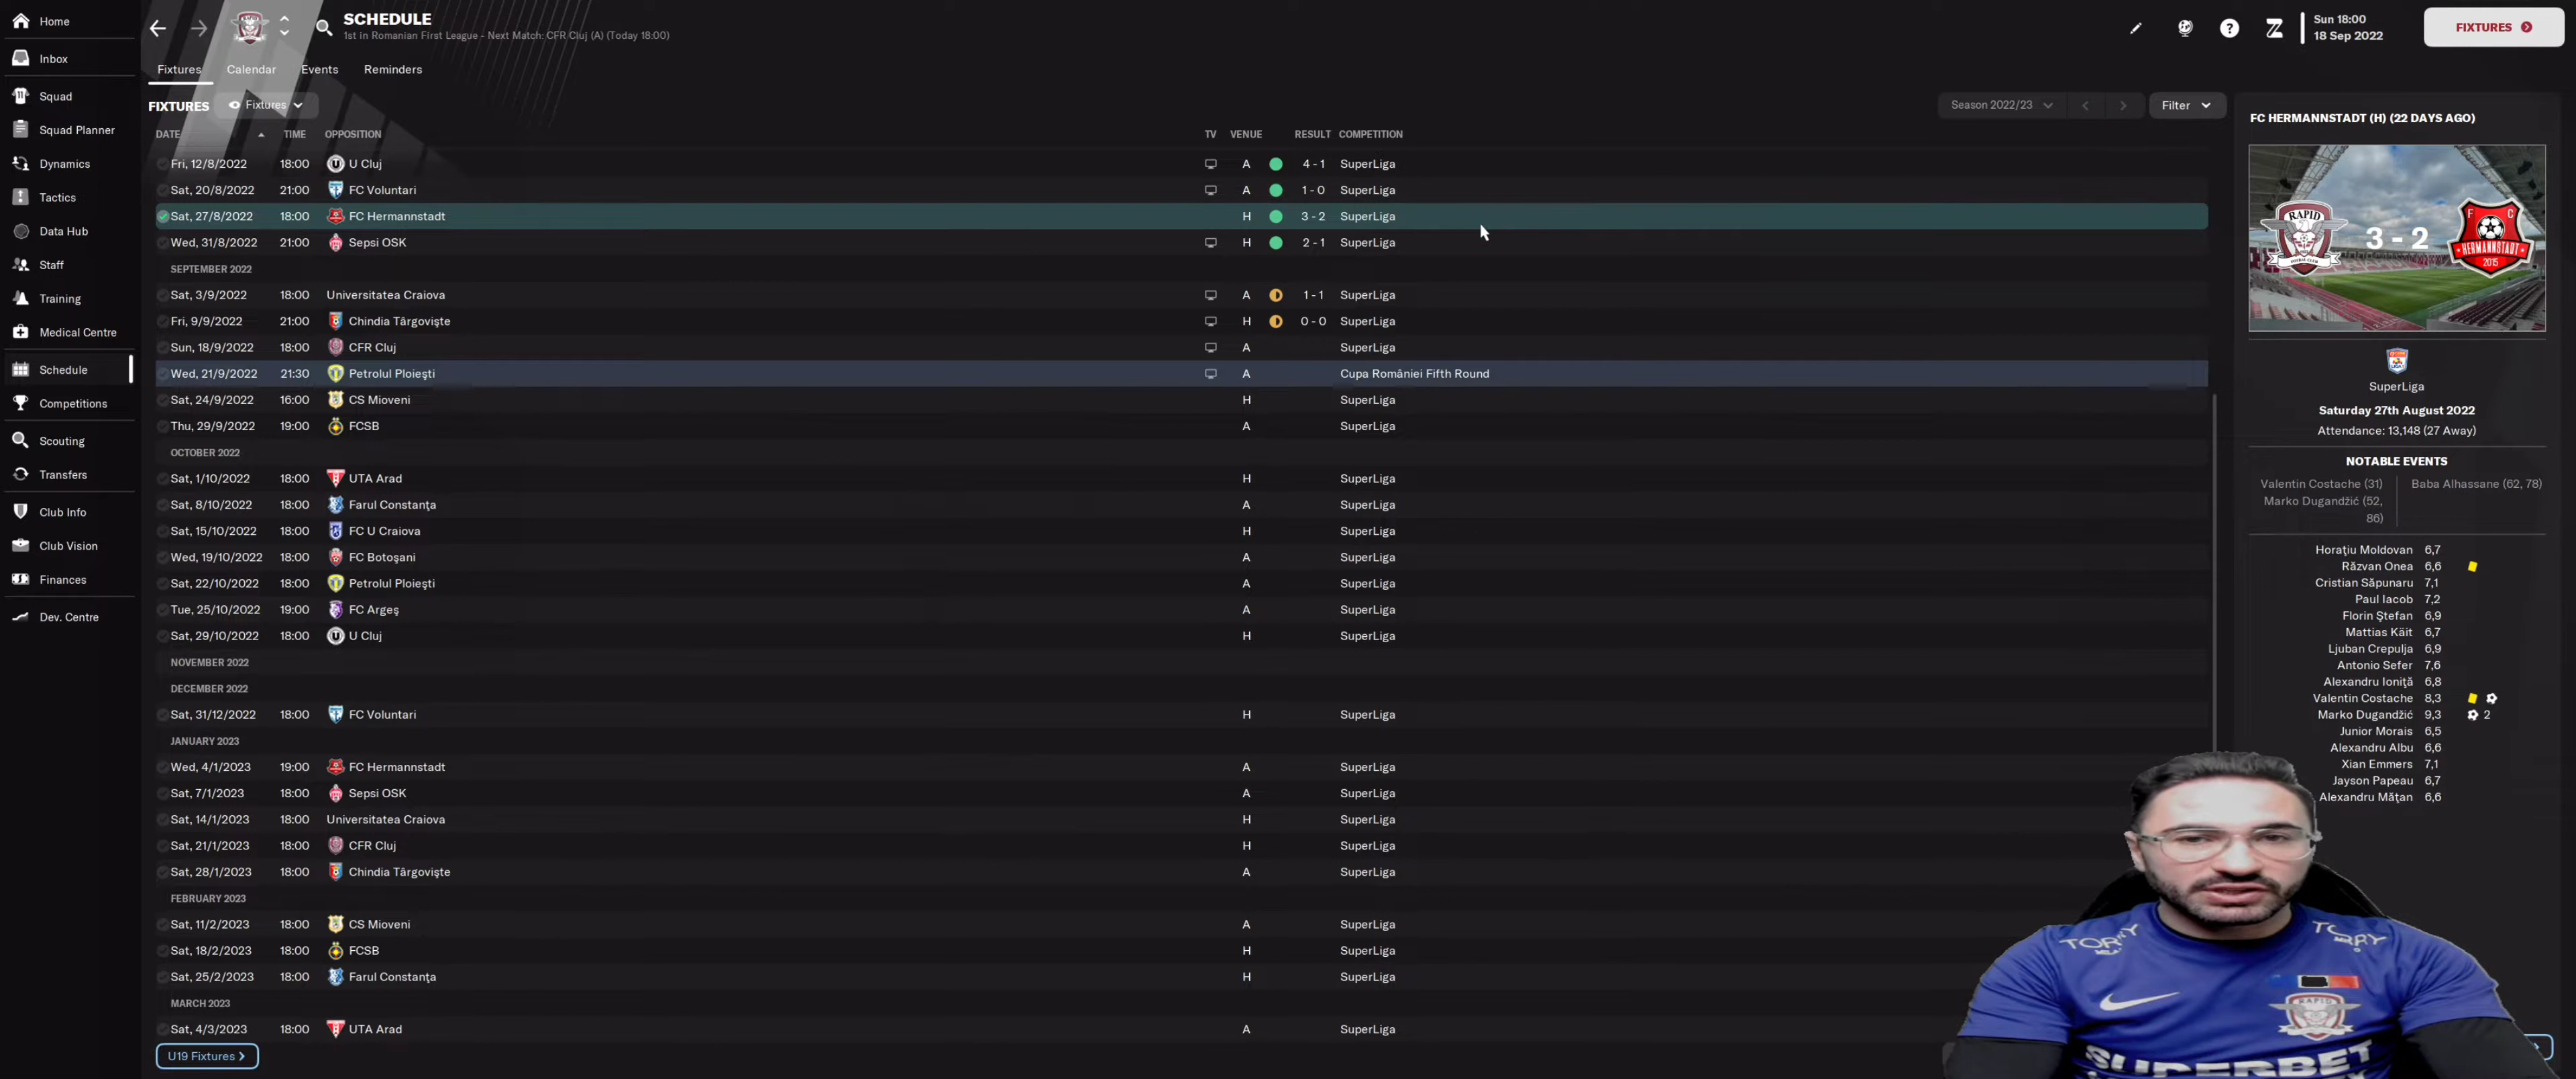 Home
Inbox
Squad
Squad Planner
Dynamics
Tactics
Data Hub
Staff
Training
Medical Centre
Schedule
Competitions
Scouting
Transfers
Club Info
Club Vision
Finances
Dev. Centre
SCHEDULE
1st in Romanian First League - Next Match: CFR Cluj (A) (Today 18:00)
Sun 18:00
18 Sep 2022
FIXTURES
Fixtures Calendar Events Reminders
FIXTURES Fixtures
Season 2022/23 Filter
DATE TIME OPPOSITION TV VENUE RESULT COMPETITION
Fri, 12/8/2022 18:00 U Cluj A 4 - 1 SuperLiga
Sat, 20/8/2022 21:00 FC Voluntari A 1 - 0 SuperLiga
Sat, 27/8/2022 18:00 FC Hermannstadt H 3 - 2 SuperLiga
Wed, 31/8/2022 21:00 Sepsi OSK H 2 - 1 SuperLiga
SEPTEMBER 2022
Sat, 3/9/2022 18:00 Universitatea Craiova A 1 - 1 SuperLiga
Fri, 9/9/2022 21:00 Chindia Târgovişte H 0 - 0 SuperLiga
Sun, 18/9/2022 18:00 CFR Cluj A SuperLiga
Wed, 21/9/2022 21:30 Petrolul Ploieşti A Cupa României Fifth Round
Sat, 24/9/2022 16:00 CS Mioveni H SuperLiga
Thu, 29/9/2022 19:00 FCSB A SuperLiga
OCTOBER 2022
Sat, 1/10/2022 18:00 UTA Arad H SuperLiga
Sat, 8/10/2022 18:00 Farul Constanţa A SuperLiga
Sat, 15/10/2022 18:00 FC U Craiova H SuperLiga
Wed, 19/10/2022 18:00 FC Botoşani A SuperLiga
Sat, 22/10/2022 18:00 Petrolul Ploieşti A SuperLiga
Tue, 25/10/2022 19:00 FC Argeş A SuperLiga
Sat, 29/10/2022 18:00 U Cluj H SuperLiga
NOVEMBER 2022
DECEMBER 2022
Sat, 31/12/2022 18:00 FC Voluntari H SuperLiga
JANUARY 2023
Wed, 4/1/2023 19:00 FC Hermannstadt A SuperLiga
Sat, 7/1/2023 18:00 Sepsi OSK A SuperLiga
Sat, 14/1/2023 18:00 Universitatea Craiova H SuperLiga
Sat, 21/1/2023 18:00 CFR Cluj H SuperLiga
Sat, 28/1/2023 18:00 Chindia Târgovişte A SuperLiga
FEBRUARY 2023
Sat, 11/2/2023 18:00 CS Mioveni A SuperLiga
Sat, 18/2/2023 18:00 FCSB H SuperLiga
Sat, 25/2/2023 18:00 Farul Constanţa H SuperLiga
MARCH 2023
Sat, 4/3/2023 18:00 UTA Arad A SuperLiga
U19 Fixtures
FC HERMANNSTADT (H) (22 DAYS AGO)
RAPID
3 - 2
F C
HERMANNSTADT
2015
SuperLiga
Saturday 27th August 2022
Attendance: 13,148 (27 Away)
NOTABLE EVENTS
Valentin Costache (31) Baba Alhassane (62, 78)
Marko Dugandžić (52,
86)
Horaţiu Moldovan 6,7
Răzvan Onea 6,6
Cristian Săpunaru 7,1
Paul Iacob 7,2
Florin Ştefan 6,9
Mattias Käit 6,7
Ljuban Crepulja 6,9
Antonio Sefer 7,6
Alexandru Ioniţă 6,8
Valentin Costache 8,3
Marko Dugandžić 9,3 2
Junior Morais 6,5
Alexandru Albu 6,6
Xian Emmers 7,1
Jayson Papeau 6,7
Alexandru Măţan 6,6
TORNY
RAPID
SUPERBET